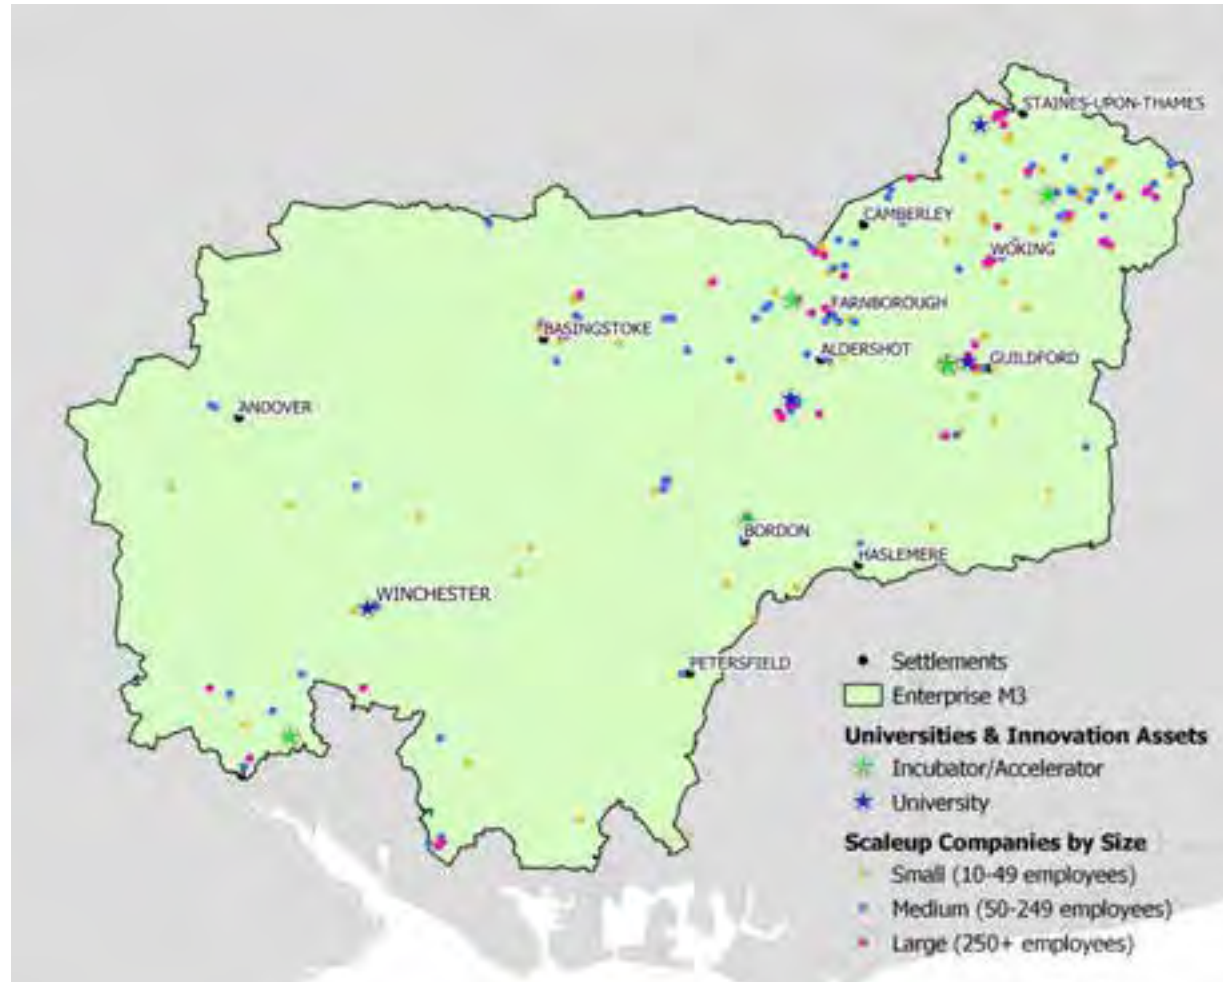 STAINES-UPON-THAMES
CAMBERLEY
WOKING
FARNBOROUGH
BASINGSTOKE
ALDERSHOT
GUILDFORD
ANDOVER
BORDON
HASLEMERE
WINCHESTER
PETERSFIELD
Settlements
Enterprise M3
Universities & Innovation Assets
Incubator/Accelerator
University
Scaleup Companies by Size
Small (10-49 employees)
Medium (50-249 employees)
Large (250+ employees)